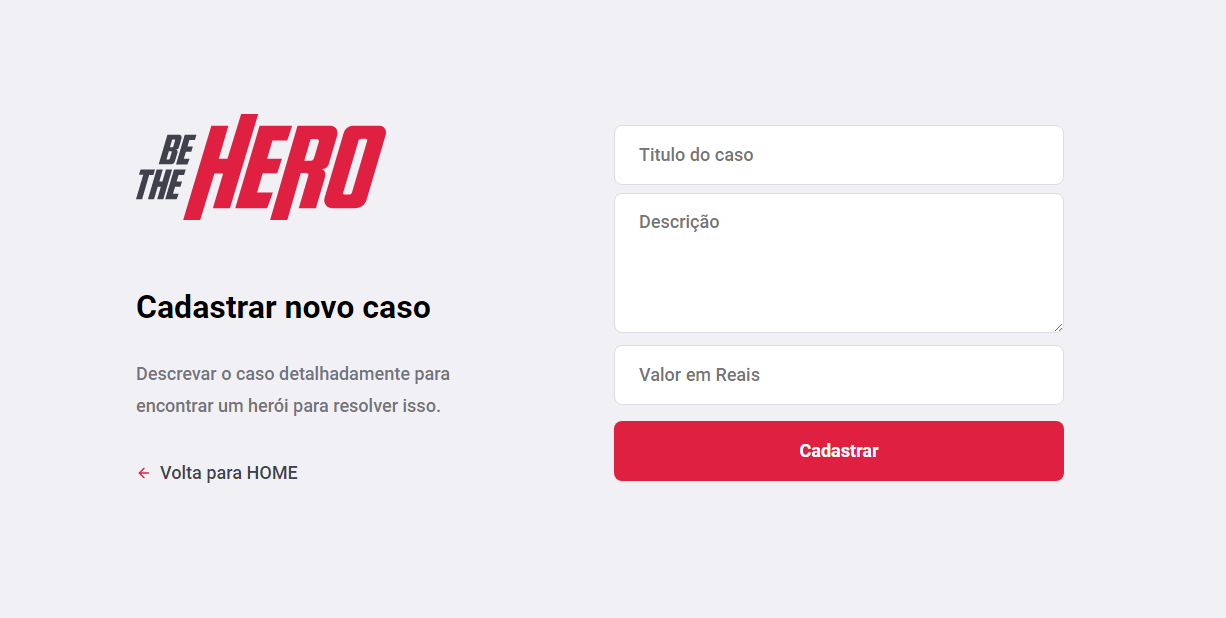 BE
THE HERO
Cadastrar novo caso
Descrevar o caso detalhadamente para
encontrar um herói para resolver isso.
Volta para HOME
Titulo do caso
Descrição
Valor em Reais
Cadastrar